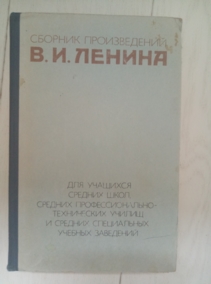 СБОРНИК ПРОИЗВЕДЕНИЙ
В.И. ЛЕНИНА
ДЛЯ УЧАЩИХСЯ
СРЕДНИХ ШКОЛ,
СРЕДНИХ ПРОФЕССИОНАЛЬНО-
ТЕХНИЧЕСКИХ УЧИЛИЩ
И СРЕДНИХ СПЕЦИАЛЬНЫХ
УЧЕБНЫХ ЗАВЕДЕНИЙ